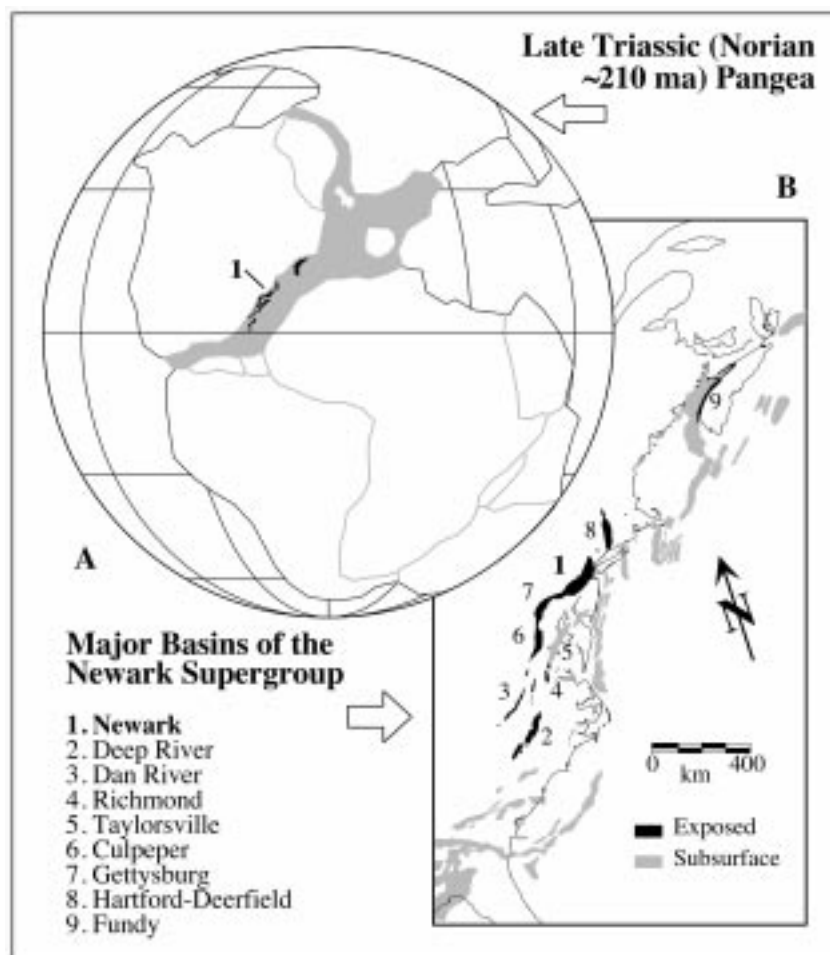 Late Triassic (Norian
~210 ma) Pangea
B
1
A
9
8
1
7
6
5
4
3
2
N
0 400
km
Exposed
Subsurface
Major Basins of the
Newark Supergroup
1. Newark
2. Deep River
3. Dan River
4. Richmond
5. Taylorsville
6. Culpeper
7. Gettysburg
8. Hartford-Deerfield
9. Fundy